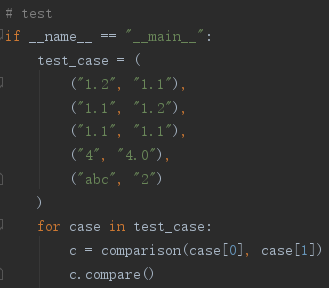 # test
if __name__ == "__main__":
    test_case = (
        ("1.2", "1.1"),
        ("1.1", "1.2"),
        ("1.1", "1.1"),
        ("4", "4.0"),
        ("abc", "2")
    )
    for case in test_case:
        c = comparison(case[0], case[1])
        c.compare()